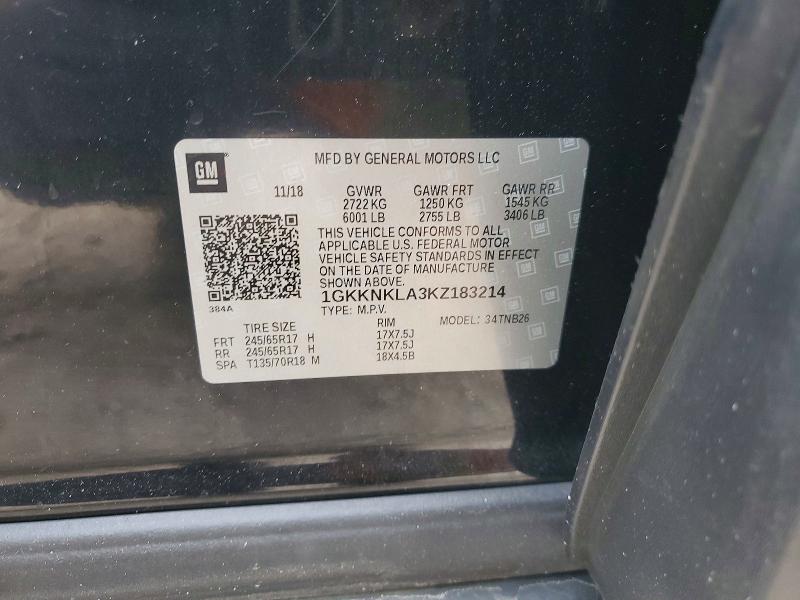 GM
MFD BY GENERAL MOTORS LLC
11/18 GVWR GAWR FRT GAWR RR
2722 KG 1250 KG 1545 KG
6001 LB 2755 LB 3406 LB
THIS VEHICLE CONFORMS TO ALL
APPLICABLE U.S. FEDERAL MOTOR
VEHICLE SAFETY STANDARDS IN EFFECT
ON THE DATE OF MANUFACTURE
SHOWN ABOVE.
1GKKNKLA3KZ183214
384A
TYPE: M.P.V. MODEL: 34TNB26
TIRE SIZE RIM
FRT 245/65R17 H 17X7.5J
RR 245/65R17 H 17X7.5J
SPA T135/70R18 M 18X4.5B